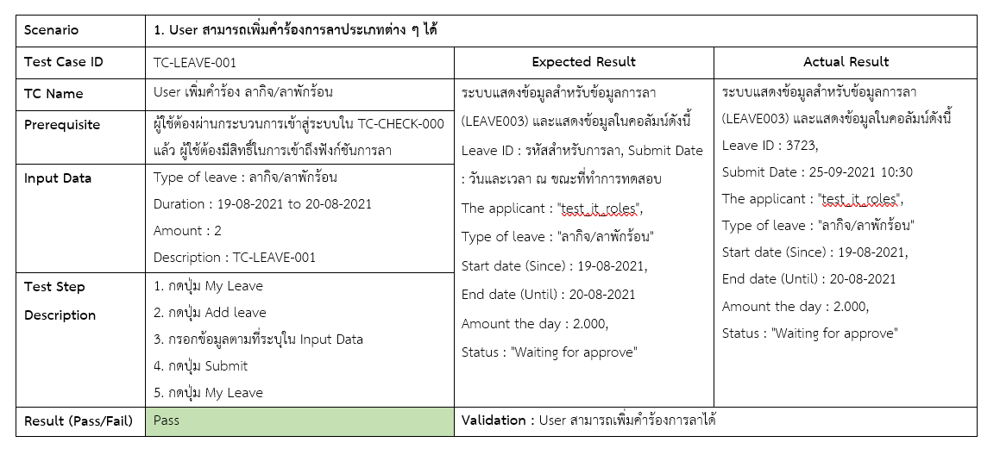 Scenario
1. User สามารถเพิ่มคำร้องการลาประเภทต่าง ๆ ได้
Test Case ID
TC-LEAVE-001
Expected Result
Actual Result
TC Name
User เพิ่มคำร้อง ลากิจ/ลาพักร้อน
Prerequisite
ผู้ใช้ต้องผ่านกระบวนการเข้าสู่ระบบใน TC-CHECK-000
แล้ว ผู้ใช้ต้องมีสิทธิ์ในการเข้าถึงฟังก์ชันการลา
Input Data
Type of leave : ลากิจ/ลาพักร้อน
Duration : 19-08-2021 to 20-08-2021
Amount : 2
Description : TC-LEAVE-001
Test Step
Description
1. กดปุ่ม My Leave
2. กดปุ่ม Add leave
3. กรอกข้อมูลตามที่ระบุใน Input Data
4. กดปุ่ม Submit
5. กดปุ่ม My Leave
ระบบแสดงข้อมูลสำหรับข้อมูลการลา
(LEAVE003) และแสดงข้อมูลในคอลัมน์ดังนี้
Leave ID : รหัสสำหรับการลา, Submit Date
: วันและเวลา ณ ขณะที่ทำการทดสอบ
The applicant : "test_it_roles",
Type of leave : "ลากิจ/ลาพักร้อน"
Start date (Since) : 19-08-2021,
End date (Until) : 20-08-2021
Amount the day : 2.000,
Status : "Waiting for approve"
ระบบแสดงข้อมูลสำหรับข้อมูลการลา
(LEAVE003) และแสดงข้อมูลในคอลัมน์ดังนี้
Leave ID : 3723,
Submit Date : 25-09-2021 10:30
The applicant : "test_it_roles",
Type of leave : "ลากิจ/ลาพักร้อน"
Start date (Since) : 19-08-2021,
End date (Until) : 20-08-2021
Amount the day : 2.000,
Status : "Waiting for approve"
Result (Pass/Fail)
Pass
Validation : User สามารถเพิ่มคำร้องการลาได้